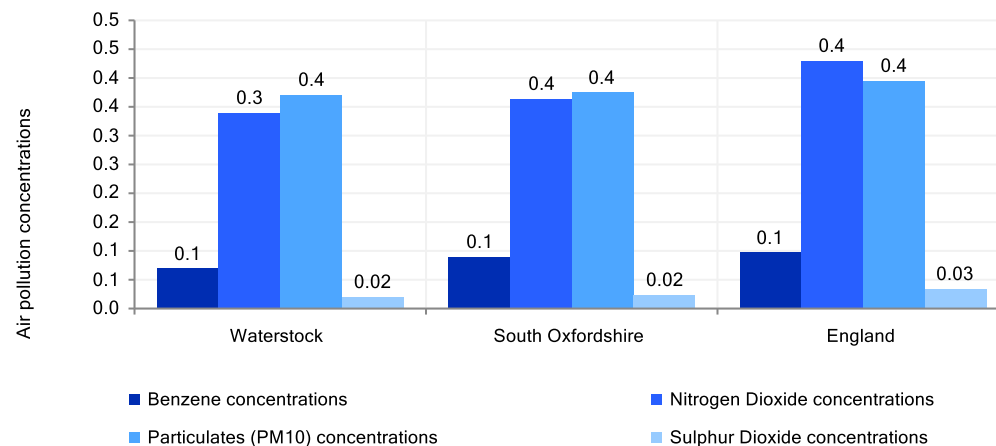 Air pollution concentrations
0.5
0.5
0.4
0.4
0.3
0.3
0.2
0.2
0.1
0.1
0.0
0.1
0.3
0.4
0.02
0.1
0.4
0.4
0.02
0.1
0.4
0.4
0.03
Waterstock
South Oxfordshire
England
Benzene concentrations
Nitrogen Dioxide concentrations
Particulates (PM10) concentrations
Sulphur Dioxide concentrations